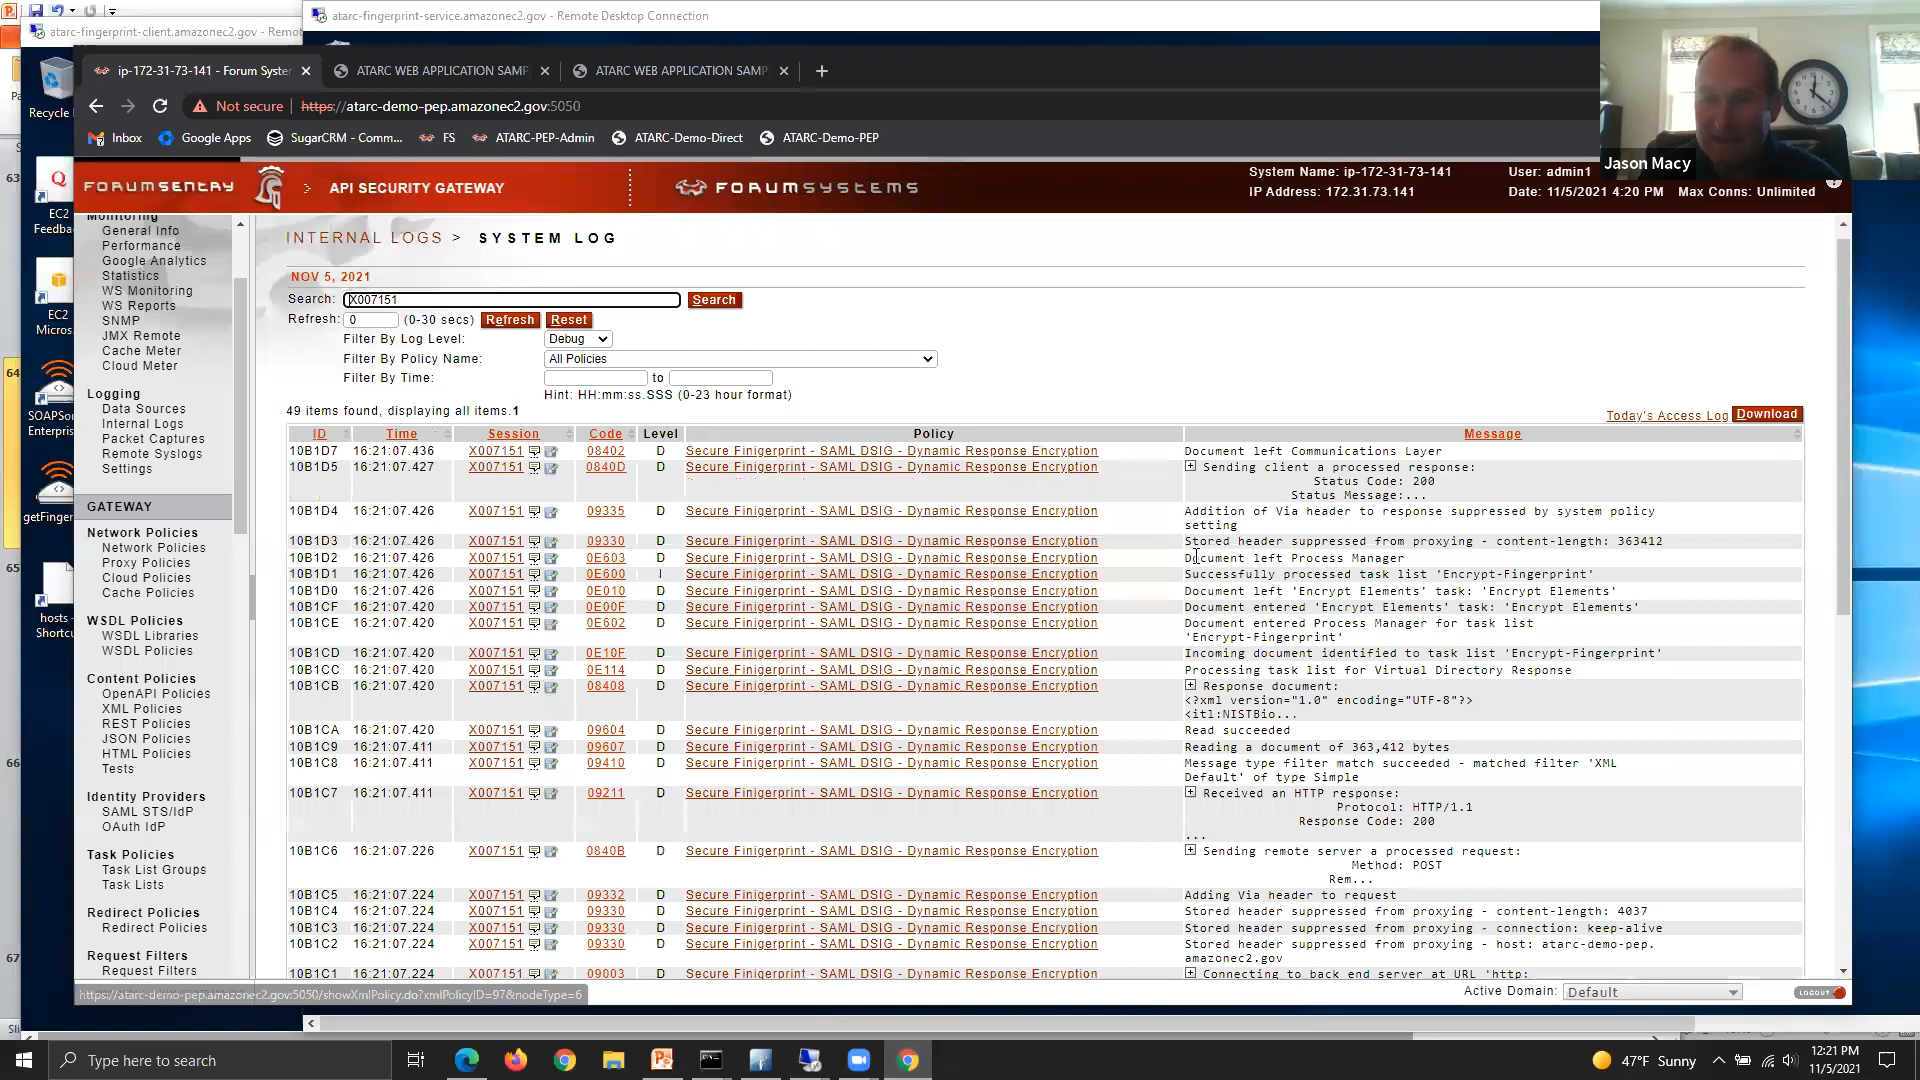 atarc-fingerprint-service.amazonec2.gov - Remote Desktop Connection
atarc-fingerprint-client.amazonec2.gov - Remot
ip-172-31-73-141 - Forum System
ATARC WEB APPLICATION SAMP
ATARC WEB APPLICATION SAMP
Not secure
https://atarc-demo-pep.amazonec2.gov:5050
Inbox
Google Apps
SugarCRM - Comm...
FS
ATARC-PEP-Admin
ATARC-Demo-Direct
ATARC-Demo-PEP
Jason Macy
FORUMSENTRY
API SECURITY GATEWAY
FORUMSYSTEMS
System Name: ip-172-31-73-141
User: admin1
IP Address: 172.31.73.141
Date: 11/5/2021 4:20 PM
Max Conns: Unlimited
Recycle
EC2
Feedba
EC2
Micros.
SOAPSon
Enterpris
getFinger
hosts -
Shortcu
63
64
65
66
67
Monitoring
General Info
Performance
Google Analytics
Statistics
WS Monitoring
WS Reports
SNMP
JMX Remote
Cache Meter
Cloud Meter
Logging
Data Sources
Internal Logs
Packet Captures
Remote Syslogs
Settings
GATEWAY
Network Policies
Network Policies
Proxy Policies
Cloud Policies
Cache Policies
WSDL Policies
WSDL Libraries
WSDL Policies
Content Policies
OpenAPI Policies
XML Policies
REST Policies
JSON Policies
HTML Policies
Tests
Identity Providers
SAML STS/IdP
OAuth IdP
Task Policies
Task List Groups
Task Lists
Redirect Policies
Redirect Policies
Request Filters
Request Filters
INTERNAL LOGS > SYSTEM LOG
NOV 5, 2021
Search: X007151 Search
Refresh: 0 (0-30 secs) Refresh Reset
Filter By Log Level: Debug
Filter By Policy Name: All Policies
Filter By Time: to
Hint: HH:mm:ss.SSS (0-23 hour format)
49 items found, displaying all items.1
Today's Access Log Download
ID Time Session Code Level Policy Message
10B1D7 16:21:07.436 X007151 08402 D Secure Finigerprint - SAML DSIG - Dynamic Response Encryption Document left Communications Layer
10B1D5 16:21:07.427 X007151 0840D D Secure Finigerprint - SAML DSIG - Dynamic Response Encryption Sending client a processed response:
Status Code: 200
Status Message:...
10B1D4 16:21:07.426 X007151 09335 D Secure Finigerprint - SAML DSIG - Dynamic Response Encryption Addition of Via header to response suppressed by system policy
setting
10B1D3 16:21:07.426 X007151 09330 D Secure Finigerprint - SAML DSIG - Dynamic Response Encryption Stored header suppressed from proxying - content-length: 363412
10B1D2 16:21:07.426 X007151 0E603 D Secure Finigerprint - SAML DSIG - Dynamic Response Encryption Document left Process Manager
10B1D1 16:21:07.426 X007151 0E600 I Secure Finigerprint - SAML DSIG - Dynamic Response Encryption Successfully processed task list 'Encrypt-Fingerprint'
10B1D0 16:21:07.426 X007151 0E010 D Secure Finigerprint - SAML DSIG - Dynamic Response Encryption Document left 'Encrypt Elements' task: 'Encrypt Elements'
10B1CF 16:21:07.420 X007151 0E00F D Secure Finigerprint - SAML DSIG - Dynamic Response Encryption Document entered 'Encrypt Elements' task: 'Encrypt Elements'
10B1CE 16:21:07.420 X007151 0E602 D Secure Finigerprint - SAML DSIG - Dynamic Response Encryption Document entered Process Manager for task list
'Encrypt-Fingerprint'
10B1CD 16:21:07.420 X007151 0E10F D Secure Finigerprint - SAML DSIG - Dynamic Response Encryption Incoming document identified to task list 'Encrypt-Fingerprint'
10B1CC 16:21:07.420 X007151 0E114 D Secure Finigerprint - SAML DSIG - Dynamic Response Encryption Processing task list for Virtual Directory Response
10B1CB 16:21:07.420 X007151 08408 D Secure Finigerprint - SAML DSIG - Dynamic Response Encryption Response document:
<?xml version="1.0" encoding="UTF-8"?>
<itl:NISTBio...
10B1CA 16:21:07.420 X007151 09604 D Secure Finigerprint - SAML DSIG - Dynamic Response Encryption Read succeeded
10B1C9 16:21:07.411 X007151 09607 D Secure Finigerprint - SAML DSIG - Dynamic Response Encryption Reading a document of 363,412 bytes
10B1C8 16:21:07.411 X007151 09410 D Secure Finigerprint - SAML DSIG - Dynamic Response Encryption Message type filter match succeeded - matched filter 'XML
Default' of type Simple
10B1C7 16:21:07.411 X007151 09211 D Secure Finigerprint - SAML DSIG - Dynamic Response Encryption Received an HTTP response:
Protocol: HTTP/1.1
Response Code: 200
...
10B1C6 16:21:07.226 X007151 0840B D Secure Finigerprint - SAML DSIG - Dynamic Response Encryption Sending remote server a processed request:
Method: POST
Rem...
10B1C5 16:21:07.224 X007151 09332 D Secure Finigerprint - SAML DSIG - Dynamic Response Encryption Adding Via header to request
10B1C4 16:21:07.224 X007151 09330 D Secure Finigerprint - SAML DSIG - Dynamic Response Encryption Stored header suppressed from proxying - content-length: 4037
10B1C3 16:21:07.224 X007151 09330 D Secure Finigerprint - SAML DSIG - Dynamic Response Encryption Stored header suppressed from proxying - connection: keep-alive
10B1C2 16:21:07.224 X007151 09330 D Secure Finigerprint - SAML DSIG - Dynamic Response Encryption Stored header suppressed from proxying - host: atarc-demo-pep.
amazonec2.gov
10B1C1 16:21:07.224 X007151 09003 D Secure Finigerprint - SAML DSIG - Dynamic Response Encryption Connecting to back end server at URL 'http:
https://atarc-demo-pep.amazonec2.gov:5050/showXmlPolicy.do?xmlPolicyID=97&nodeType=6
Active Domain: Default
LOGOUT
Type here to search
47°F Sunny
12:21 PM
11/5/2021